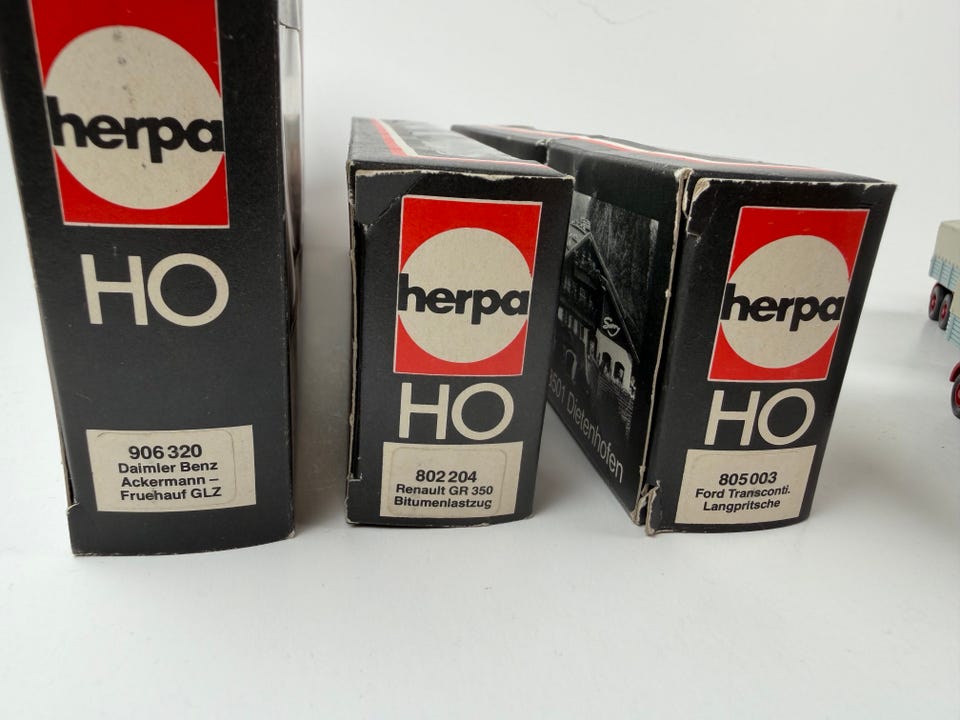 herpa
HO
906 320
Daimler Benz
Ackermann –
Fruehauf GLZ
herpa
HO
802 204
Renault GR 350
Bitumenlastzug
Suny
8501 Dietenhofen
herpa
HO
805 003
Ford Transconti.
Langpritsche